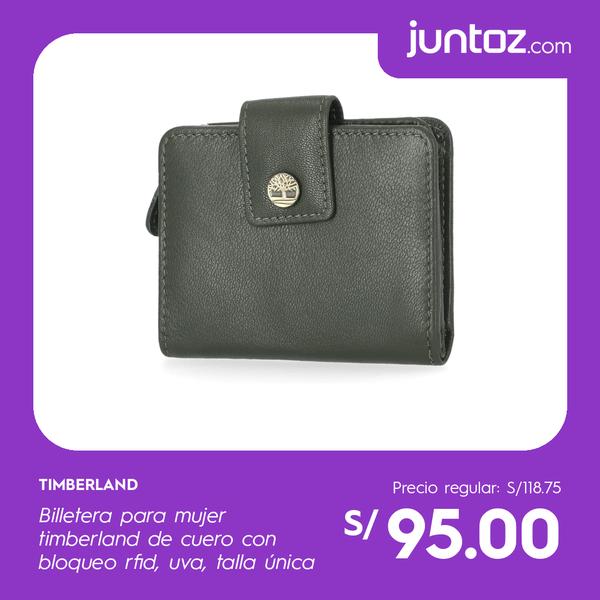 juntoz.com
TIMBERLAND
Billetera para mujer
timberland de cuero con
bloqueo rfid, uva, talla única
Precio regular: S/118.75
S/ 95.00